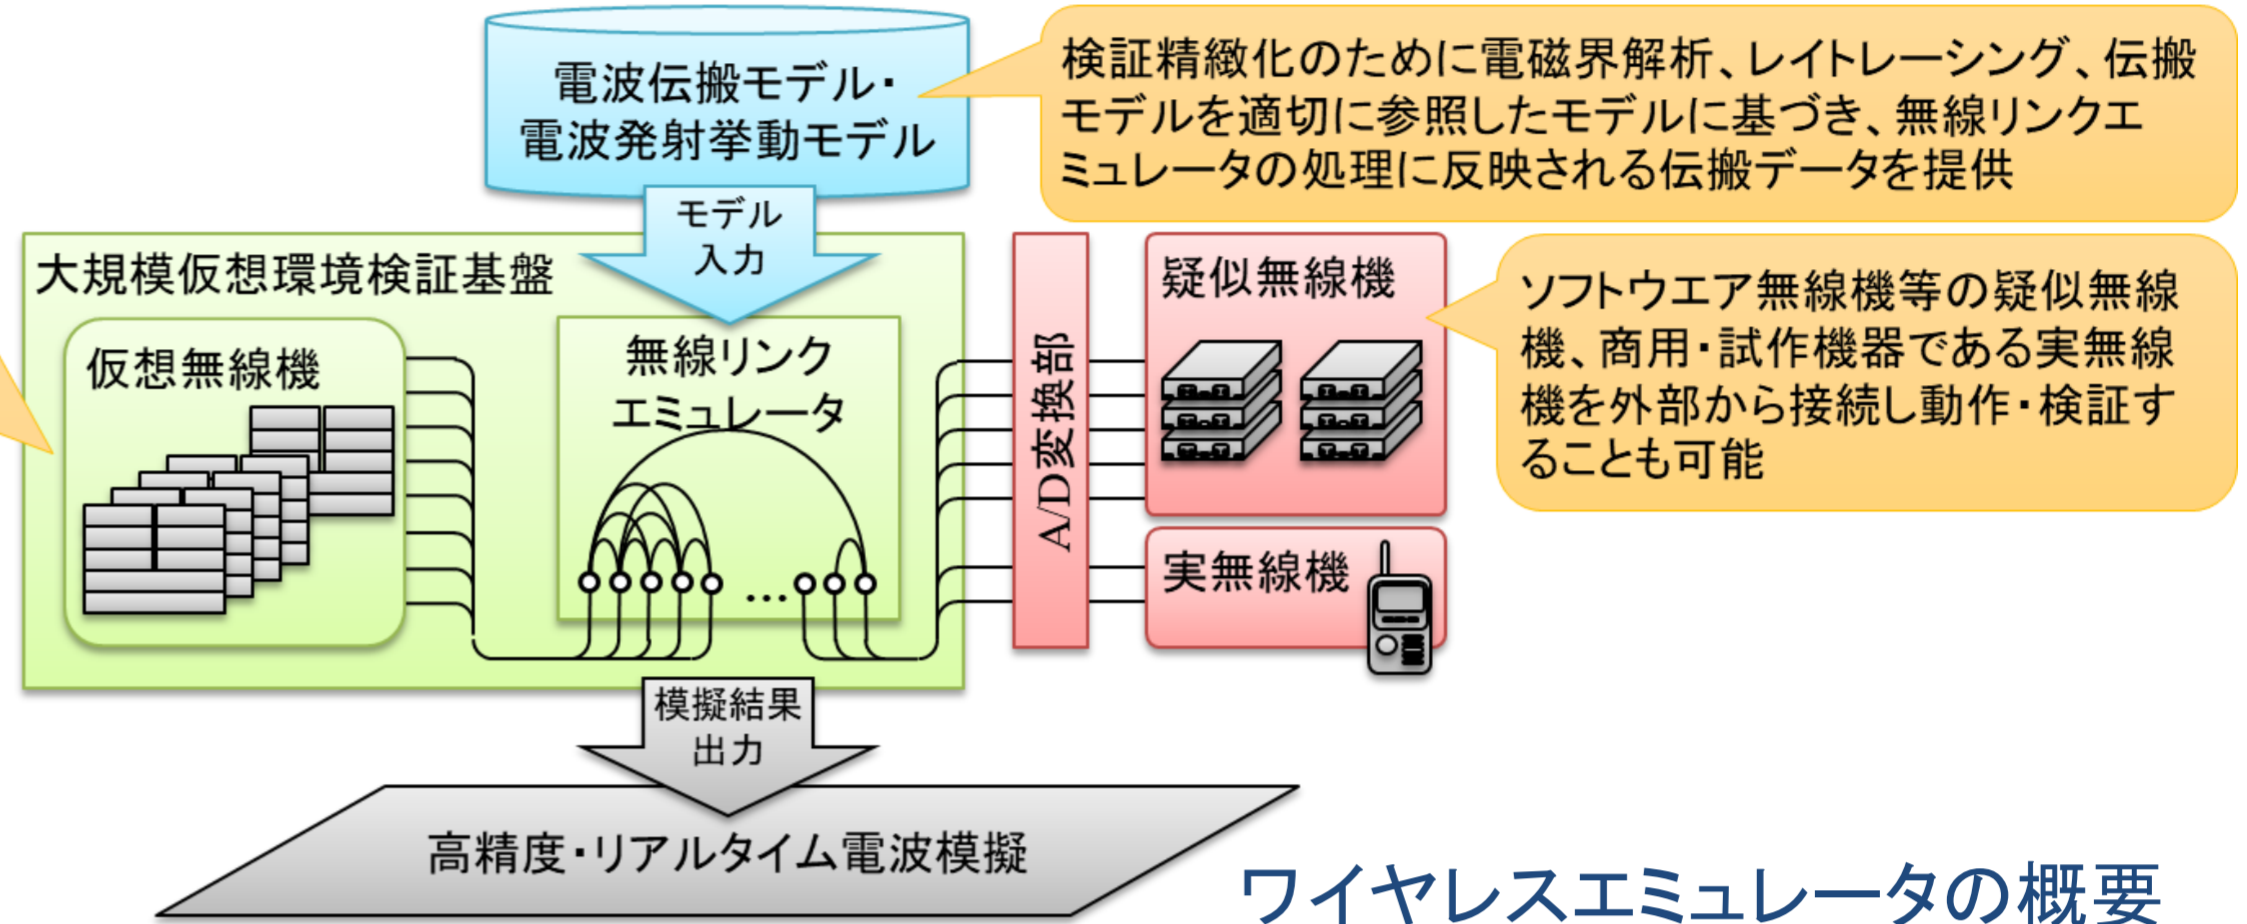 電波伝搬モデル・
電波発射挙動モデル
検証精緻化のために電磁界解析、レイトレーシング、伝搬
モデルを適切に参照したモデルに基づき、無線リンクエ
ミュレータの処理に反映される伝搬データを提供
モデル
入力
大規模仮想環境検証基盤
仮想無線機
無線リンク
エミュレータ
...
A/D変換部
疑似無線機
実無線機
ソフトウエア無線機等の疑似無線
機、商用・試作機器である実無線
機を外部から接続し動作・検証す
ることも可能
模擬結果
出力
高精度・リアルタイム電波模擬
ワイヤレスエミュレータの概要